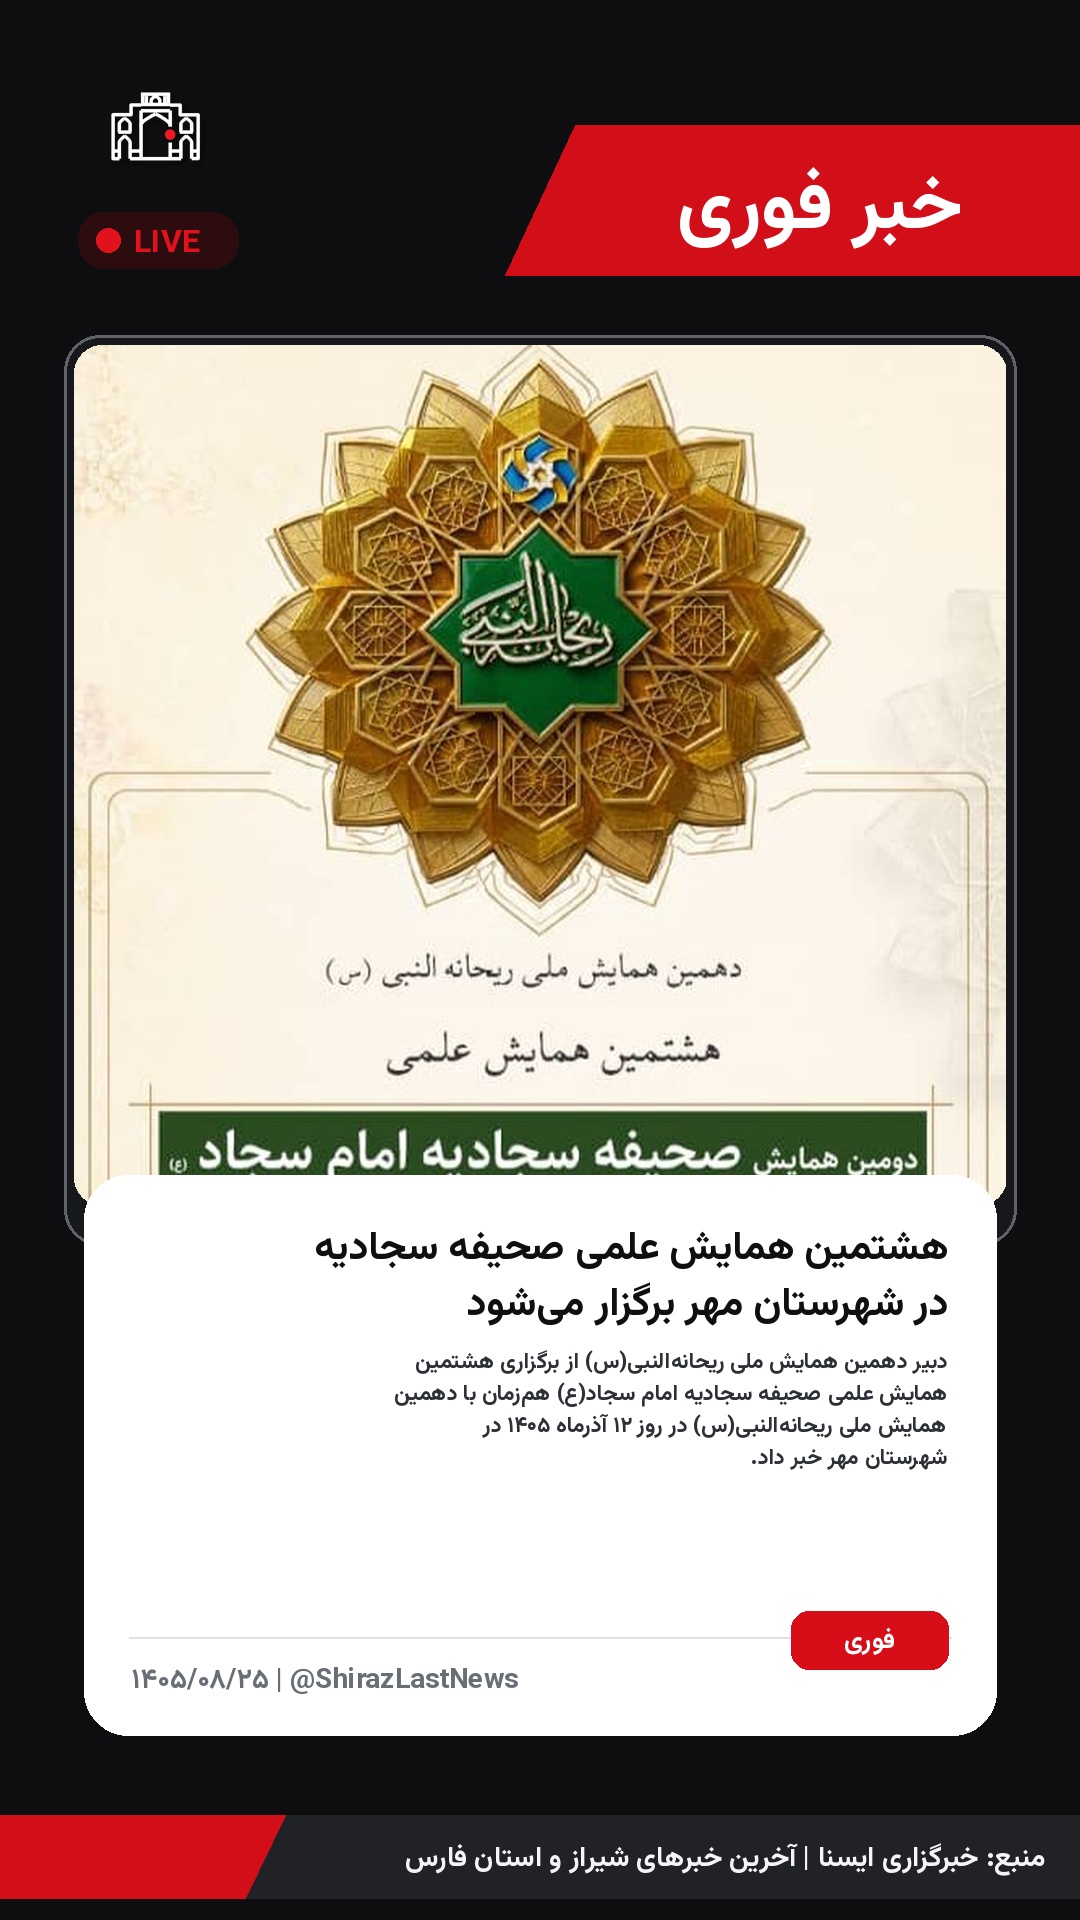 خبر فوری
LIVE
ریحانة النبی
دهمین همایش ملی ریحانه النبی (س)
هشتمین همایش علمی
دومین همایش صحیفه سجادیه امام سجاد (ع)
هشتمین همایش علمی صحیفه سجادیه
در شهرستان مهر برگزار می‌شود
دبیر دهمین همایش ملی ریحانه‌النبی(س) از برگزاری هشتمین
همایش علمی صحیفه سجادیه امام سجاد(ع) هم‌زمان با دهمین
همایش ملی ریحانه‌النبی(س) در روز ۱۲ آذرماه ۱۴۰۵ در
شهرستان مهر خبر داد.
فوری
۱۴۰۵/۰۸/۲۵ | @ShirazLastNews
منبع: خبرگزاری ایسنا | آخرین خبرهای شیراز و استان فارس